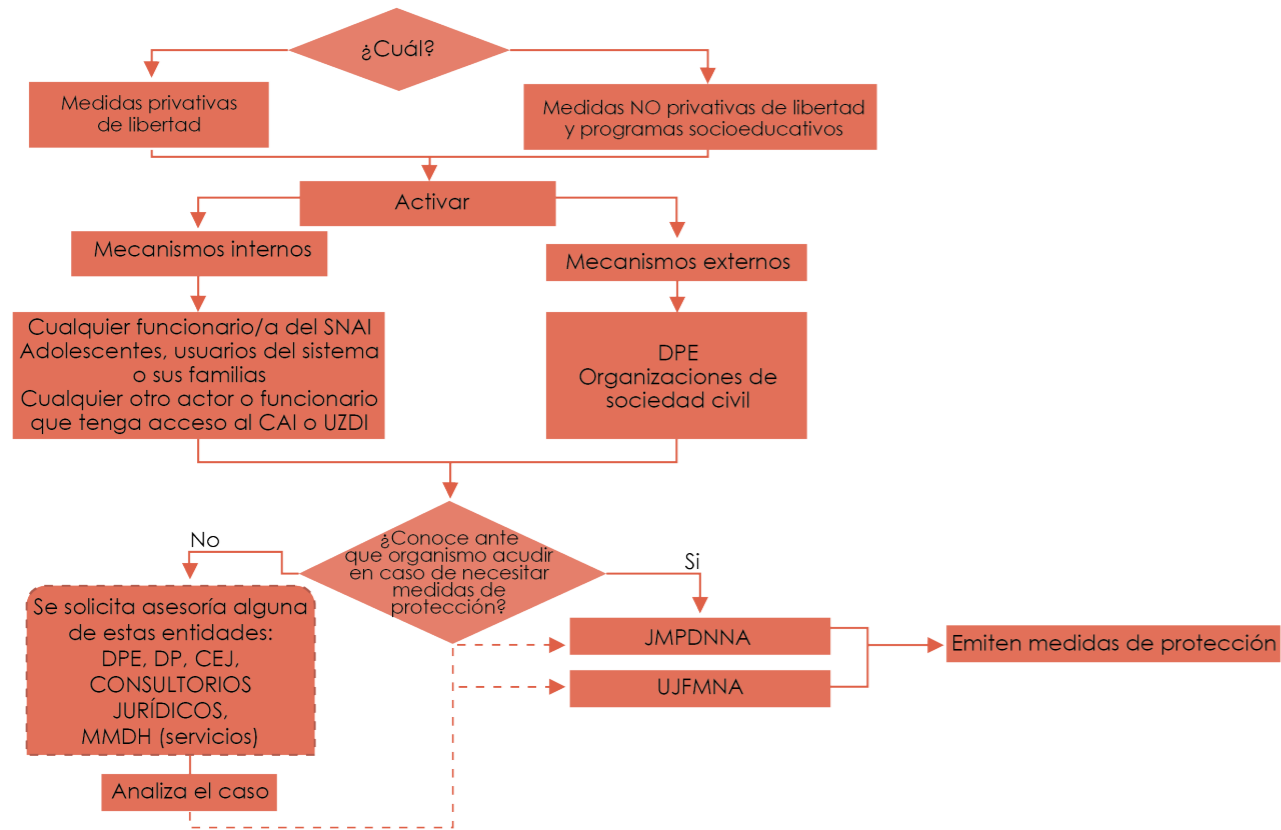 ¿Cuál?
Medidas privativas
de libertad
Medidas NO privativas de libertad
y programas socioeducativos
Activar
Mecanismos internos
Mecanismos externos
Cualquier funcionario/a del SNAI
Adolescentes, usuarios del sistema
o sus familias
Cualquier otro actor o funcionario
que tenga acceso al CAI o UZDI
DPE
Organizaciones de
sociedad civil
¿Conoce ante
que organismo acudir
en caso de necesitar
medidas de
protección?
No
Si
Se solicita asesoría alguna
de estas entidades:
DPE, DP, CEJ,
CONSULTORIOS
JURÍDICOS,
MMDH (servicios)
Analiza el caso
JMPDNNA
UJFMNA
Emiten medidas de protección